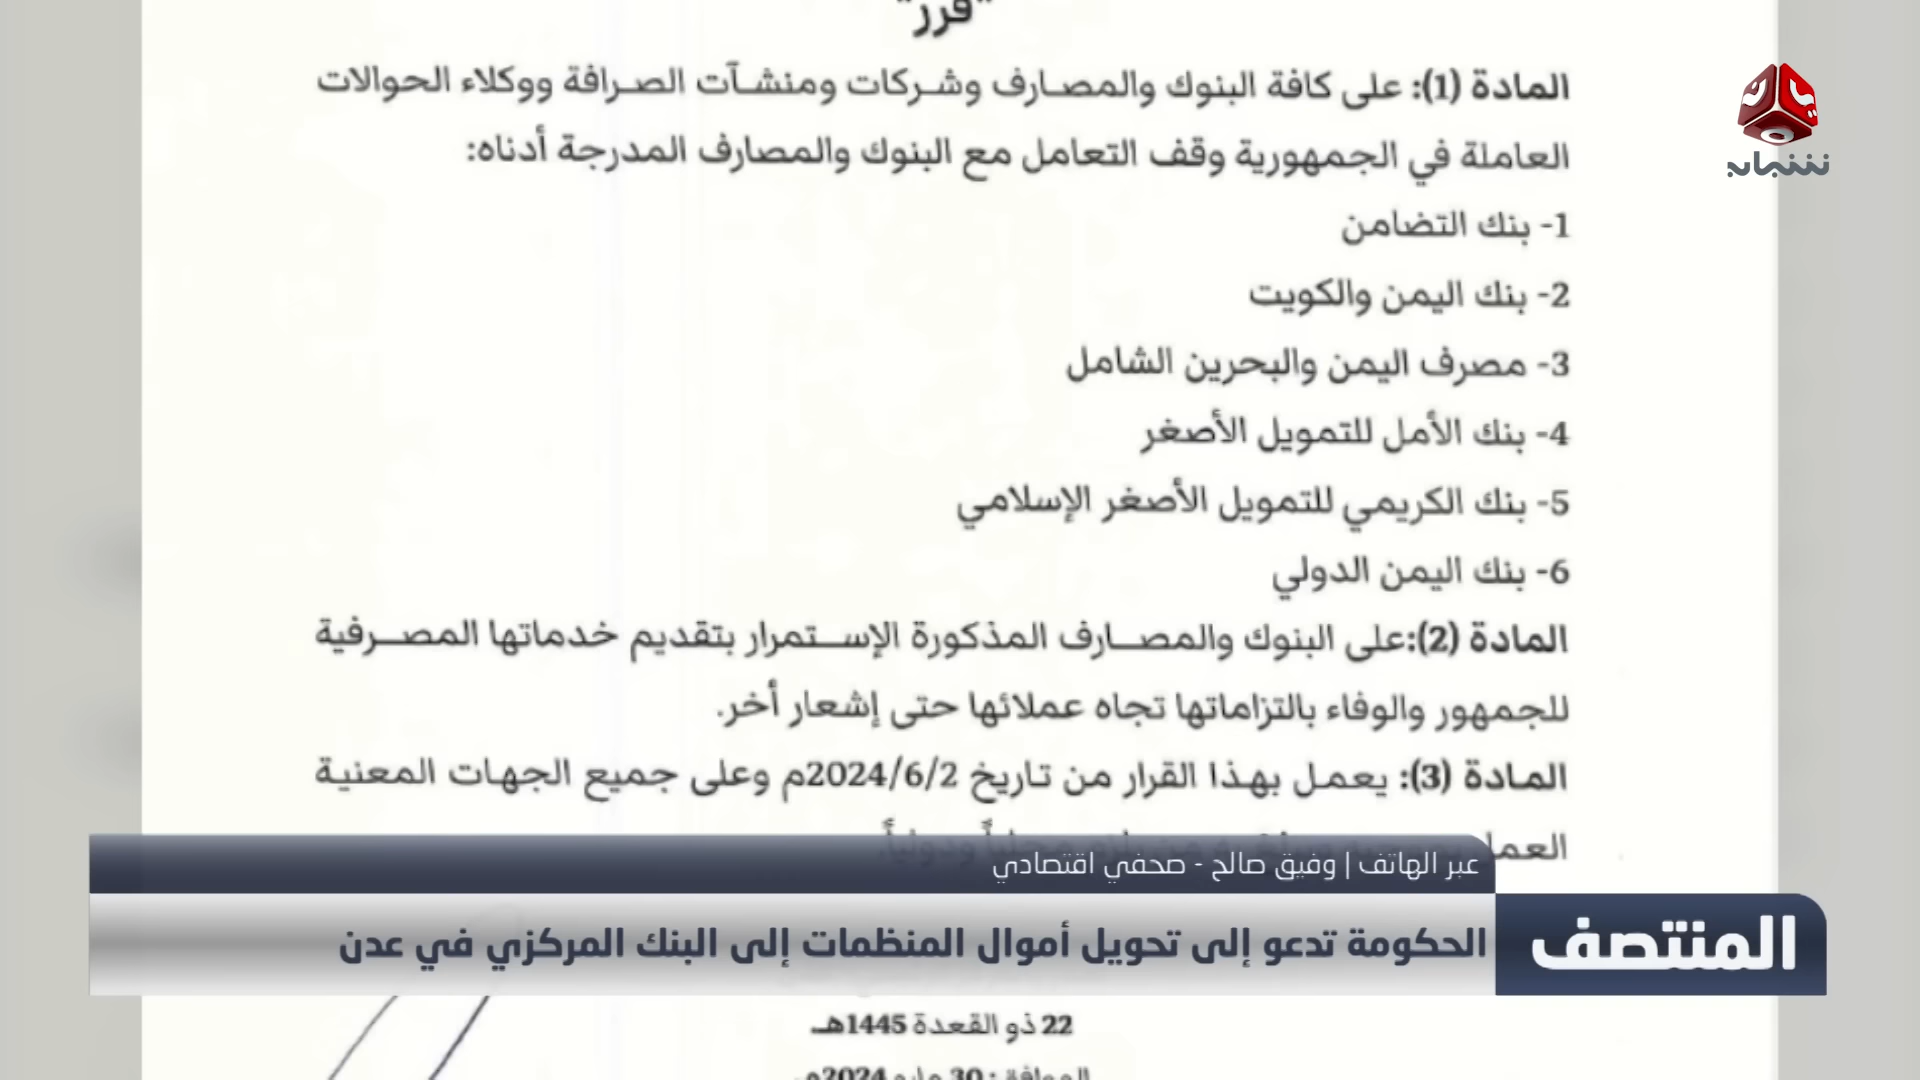 "قرر"
المادة (1): على كافة البنوك والمصارف وشركات ومنشآت الصرافة ووكلاء الحوالات
العاملة في الجمهورية وقف التعامل مع البنوك والمصارف المدرجة أدناه:
1- بنك التضامن
2- بنك اليمن والكويت
3- مصرف اليمن والبحرين الشامل
4- بنك الأمل للتمويل الأصغر
5- بنك الكريمي للتمويل الأصغر الإسلامي
6- بنك اليمن الدولي
المادة (2):على البنوك والمصارف المذكورة الإستمرار بتقديم خدماتها المصرفية
للجمهور والوفاء بالتزاماتها تجاه عملائها حتى إشعار أخر.
المادة (3): يعمل بهذا القرار من تاريخ 2024/6/2م وعلى جميع الجهات المعنية
ودولياً.
عبر الهاتف | وفيق صالح - صحفي اقتصادي
المنتصف
الحكومة تدعو إلى تحويل أموال المنظمات إلى البنك المركزي في عدن
22 ذو القعدة 1445هـ
الموافق: 30 مايو 2024م